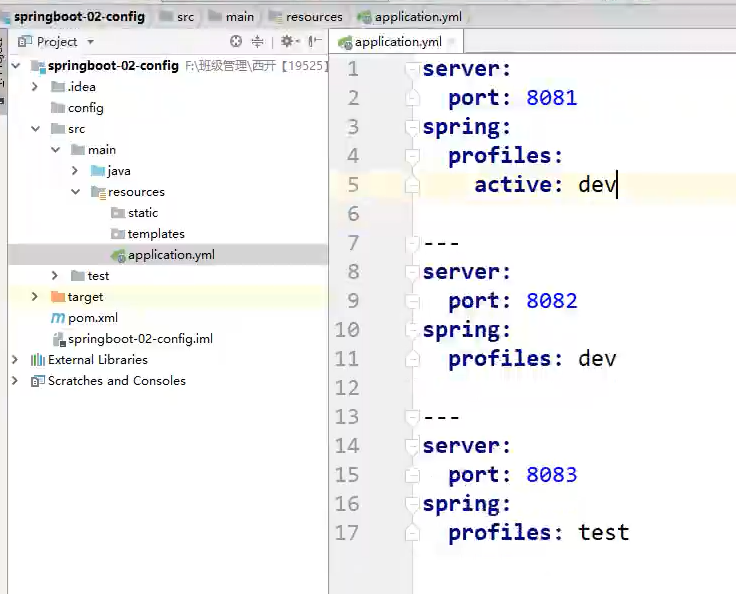 springboot-02-config src main resources application.yml
Project
application.yml
springboot-02-config F:\班级管理\西开【19525】
.idea
config
src
main
java
resources
static
templates
application.yml
test
target
pom.xml
springboot-02-config.iml
External Libraries
Scratches and Consoles
1 server:
2 port: 8081
3 spring:
4 profiles:
5 active: dev
6
7 ---
8 server:
9 port: 8082
10 spring:
11 profiles: dev
12
13 ---
14 server:
15 port: 8083
16 spring:
17 profiles: test